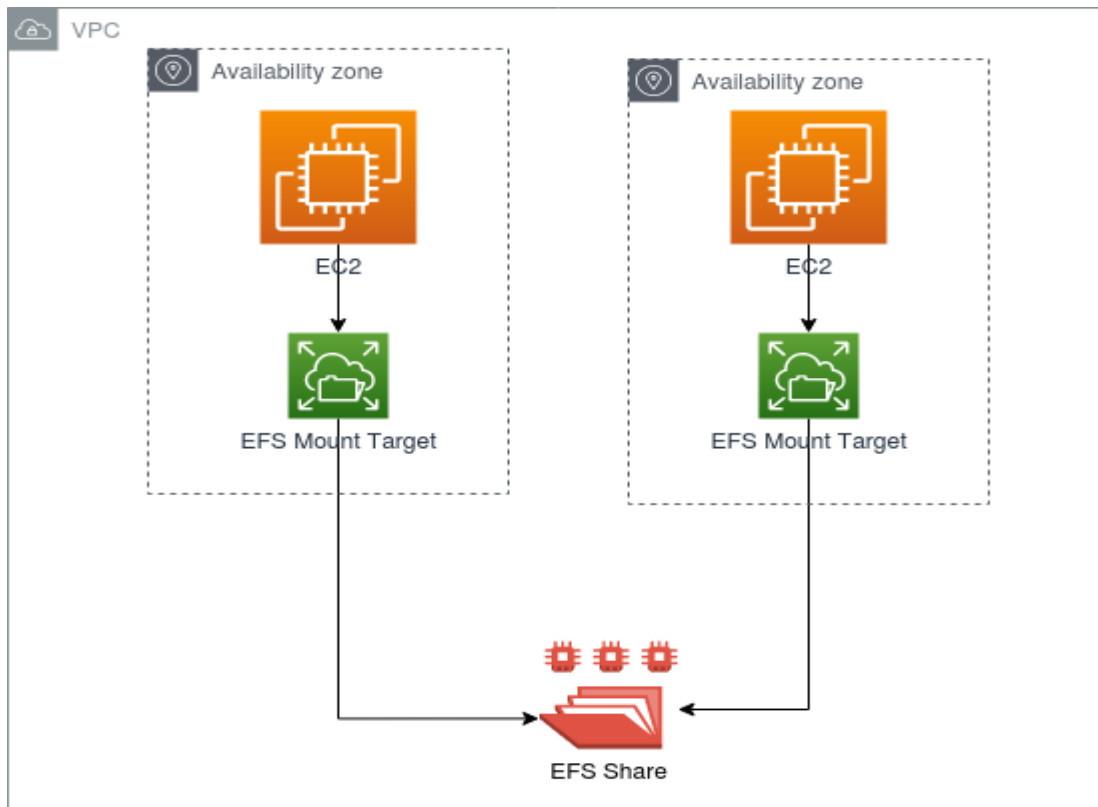 VPC
Availability zone
Availability zone
EC2
EC2
EFS Mount Target
EFS Mount Target
EFS Share